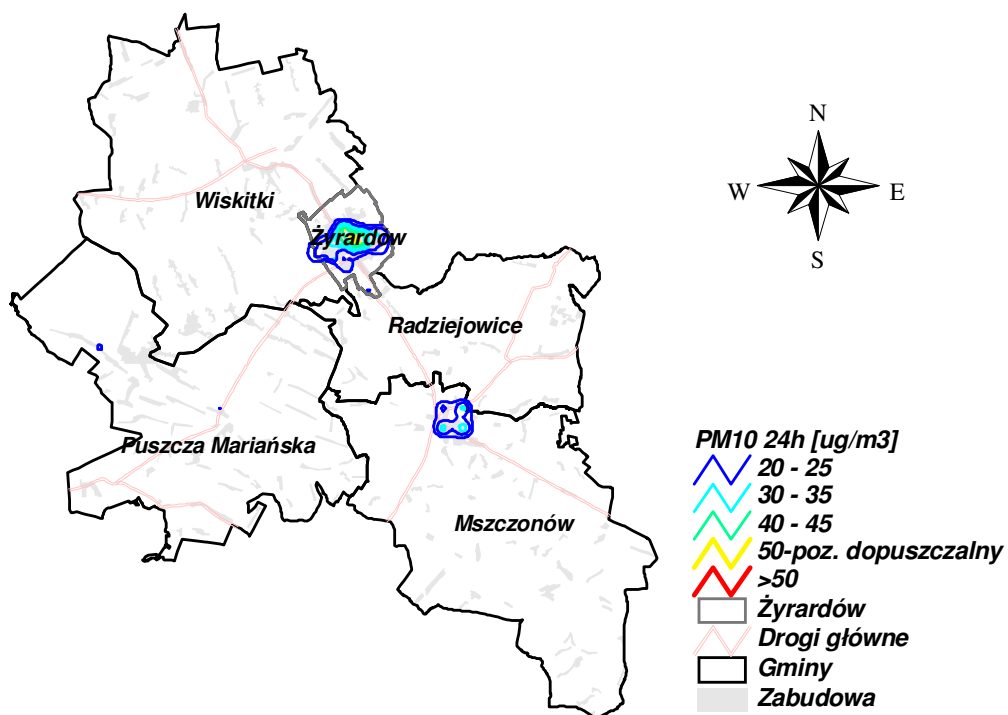 N
W
E
S
Wiskitki
Żyrardów
Radziejowice
Puszcza Mariańska
Mszczonów
PM10 24h [ug/m3]
20 - 25
30 - 35
40 - 45
50-poz. dopuszczalny
>50
Żyrardów
Drogi główne
Gminy
Zabudowa